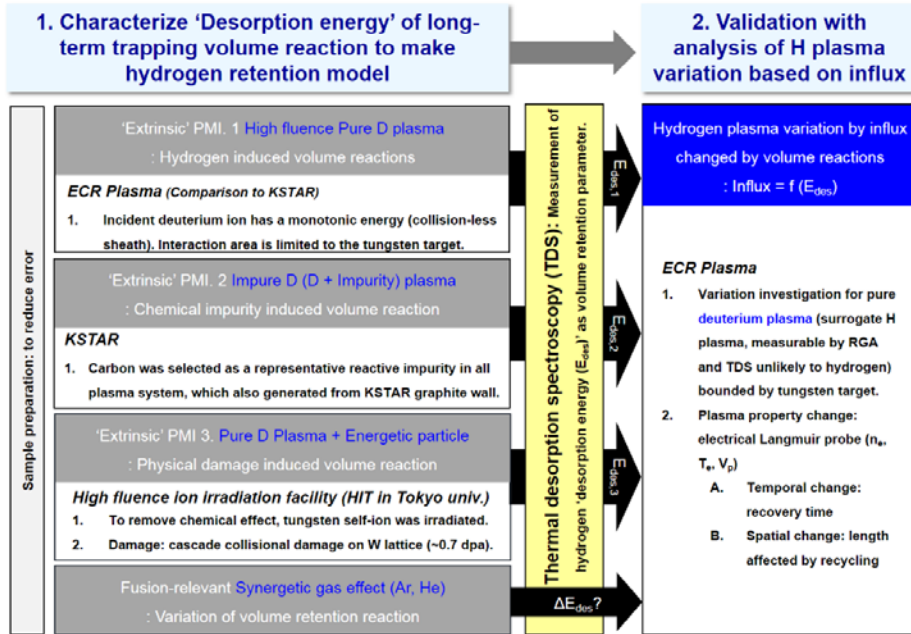 1. Characterize ‘Desorption energy’ of long-
term trapping volume reaction to make
hydrogen retention model
2. Validation with
analysis of H plasma
variation based on influx
Sample preparation: to reduce error
‘Extrinsic’ PMI. 1 High fluence Pure D plasma
: Hydrogen induced volume reactions
ECR Plasma (Comparison to KSTAR)
1. Incident deuterium ion has a monotonic energy (collision-less
sheath). Interaction area is limited to the tungsten target.
‘Extrinsic’ PMI. 2 Impure D (D + Impurity) plasma
: Chemical impurity induced volume reaction
KSTAR
1. Carbon was selected as a representative reactive impurity in all
plasma system, which also generated from KSTAR graphite wall.
‘Extrinsic’ PMI 3. Pure D Plasma + Energetic particle
: Physical damage induced volume reaction
High fluence ion irradiation facility (HIT in Tokyo univ.)
1. To remove chemical effect, tungsten self-ion was irradiated.
2. Damage: cascade collisional damage on W lattice (~0.7 dpa).
Fusion-relevant Synergetic gas effect (Ar, He)
: Variation of volume retention reaction
Thermal desorption spectroscopy (TDS): Measurement of
hydrogen ‘desorption energy (Edes)’ as volume retention parameter.
Edes,1
Edes,2
Edes,3
ΔEdes?
Hydrogen plasma variation by influx
changed by volume reactions
: Influx = f (Edes)
ECR Plasma
1. Variation investigation for pure
deuterium plasma (surrogate H
plasma, measurable by RGA
and TDS unlikely to hydrogen)
bounded by tungsten target.
2. Plasma property change:
electrical Langmuir probe (ne,
Te, Vp)
A. Temporal change:
recovery time
B. Spatial change: length
affected by recycling